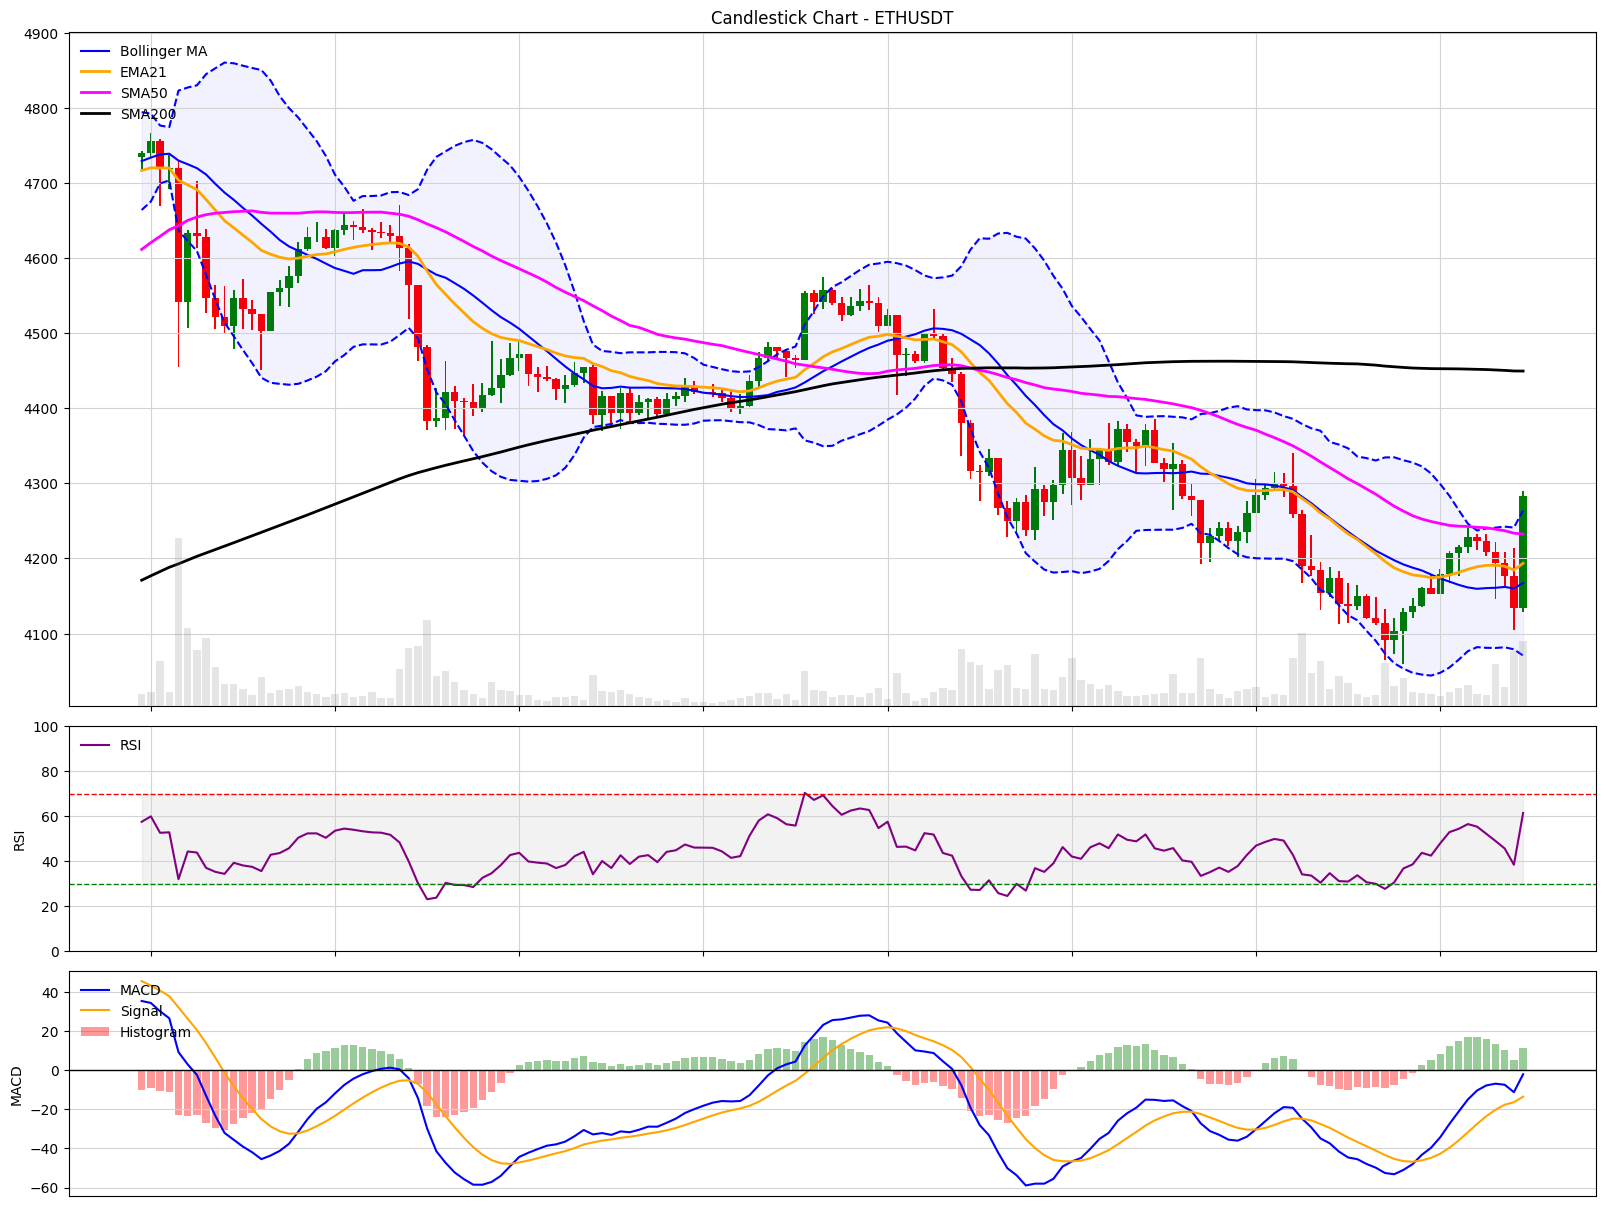 Candlestick Chart - ETHUSDT
Bollinger MA
EMA21
SMA50
SMA200
4900
4800
4700
4600
4500
4400
4300
4200
4100
RSI
RSI
100
80
60
40
20
0
MACD
Signal
Histogram
MACD
40
20
0
−20
−40
−60